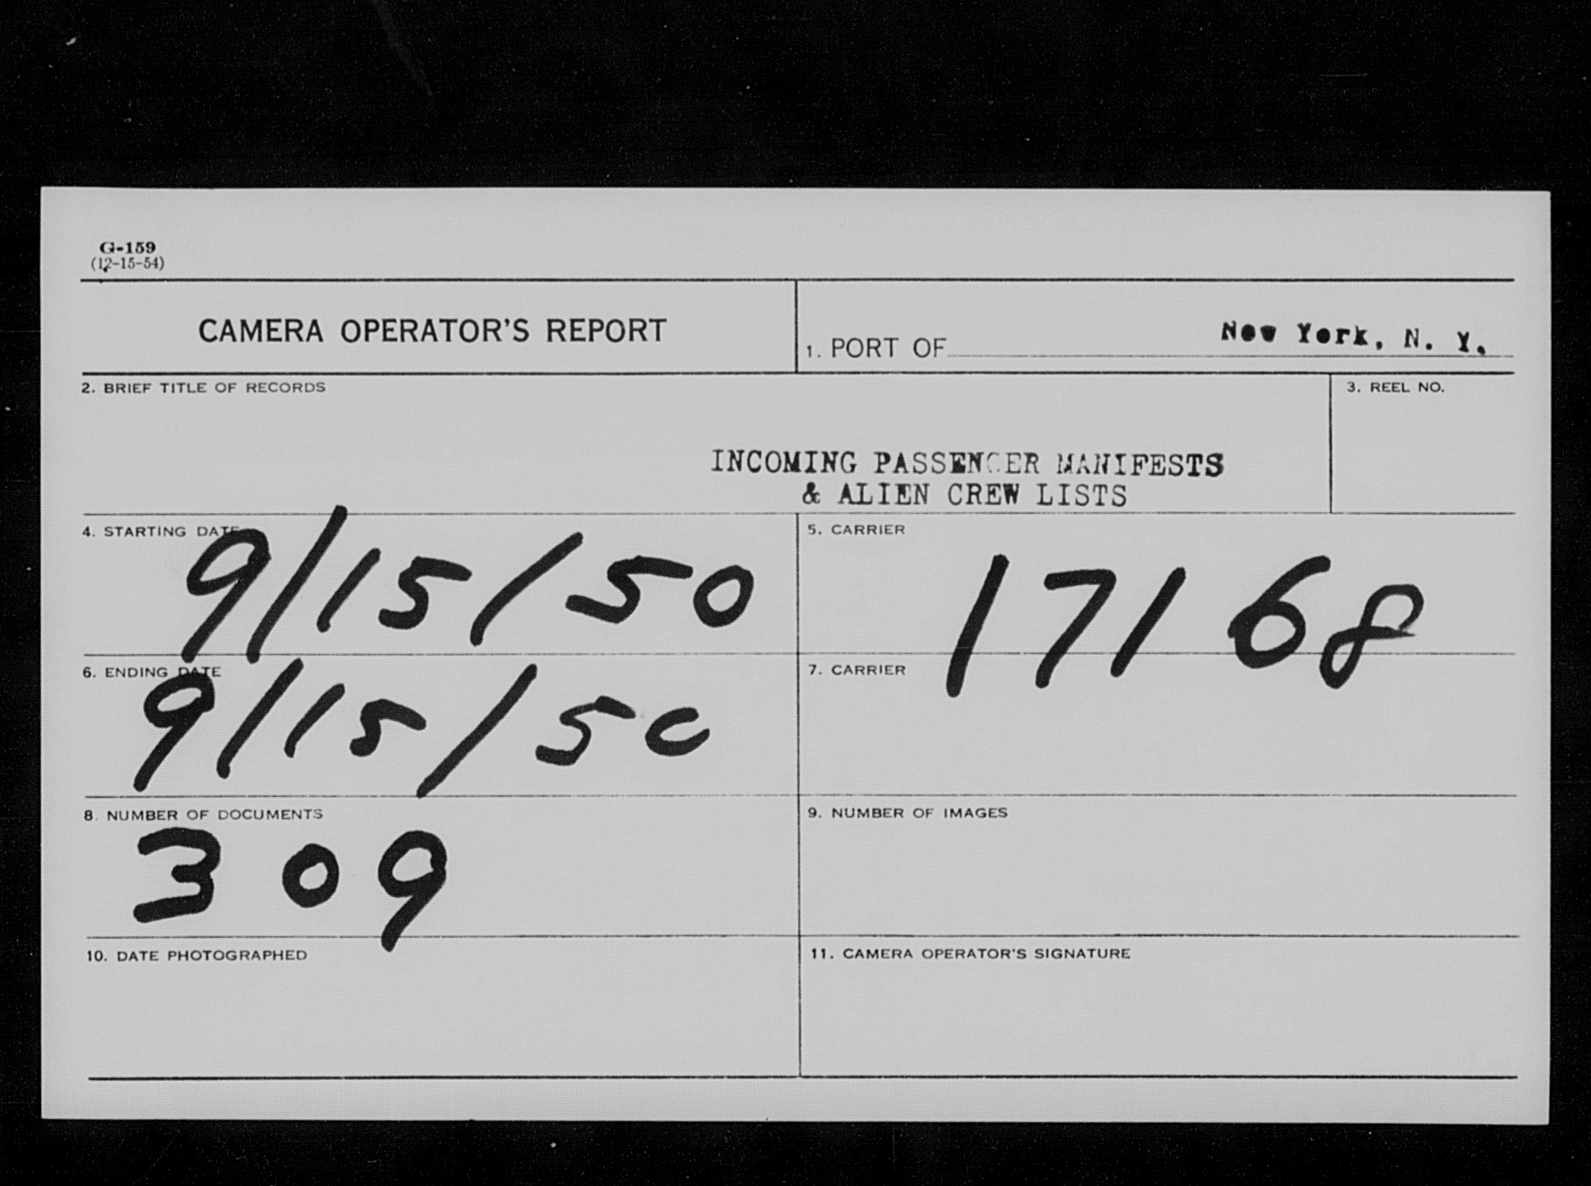 G-159
(12-15-54)
CAMERA OPERATOR'S REPORT
1. PORT OF New York, N. Y.
2. BRIEF TITLE OF RECORDS
3. REEL NO.
INCOMING PASSENGER MANIFESTS
& ALIEN CREW LISTS
4. STARTING DATE
9/15/50
5. CARRIER
17168
6. ENDING DATE
9/15/50
7. CARRIER
8. NUMBER OF DOCUMENTS
309
9. NUMBER OF IMAGES
10. DATE PHOTOGRAPHED
11. CAMERA OPERATOR'S SIGNATURE